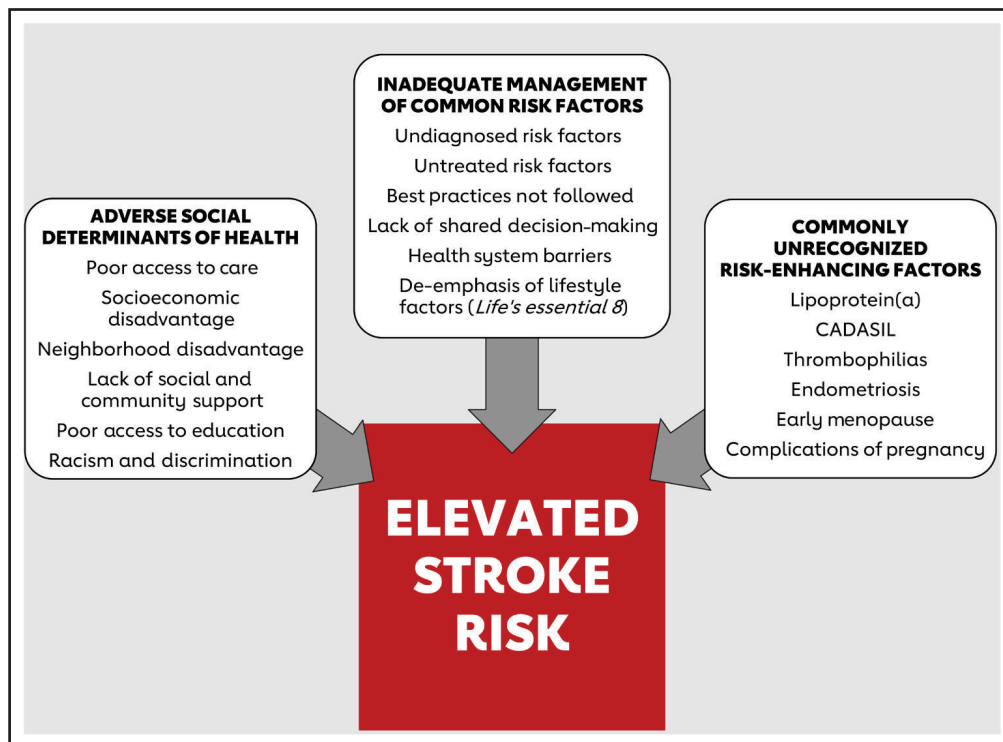 INADEQUATE MANAGEMENT
OF COMMON RISK FACTORS
Undiagnosed risk factors
Untreated risk factors
Best practices not followed
Lack of shared decision-making
Health system barriers
De-emphasis of lifestyle
factors (Life's essential 8)
ADVERSE SOCIAL
DETERMINANTS OF HEALTH
Poor access to care
Socioeconomic
disadvantage
Neighborhood disadvantage
Lack of social and
community support
Poor access to education
Racism and discrimination
COMMONLY
UNRECOGNIZED
RISK-ENHANCING FACTORS
Lipoprotein(a)
CADASIL
Thrombophilias
Endometriosis
Early menopause
Complications of pregnancy
ELEVATED
STROKE
RISK